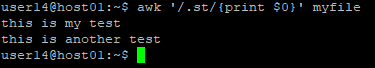 user14@host01:~$ awk '/.st/{print $0}' myfile
this is my test
this is another test
user14@host01:~$